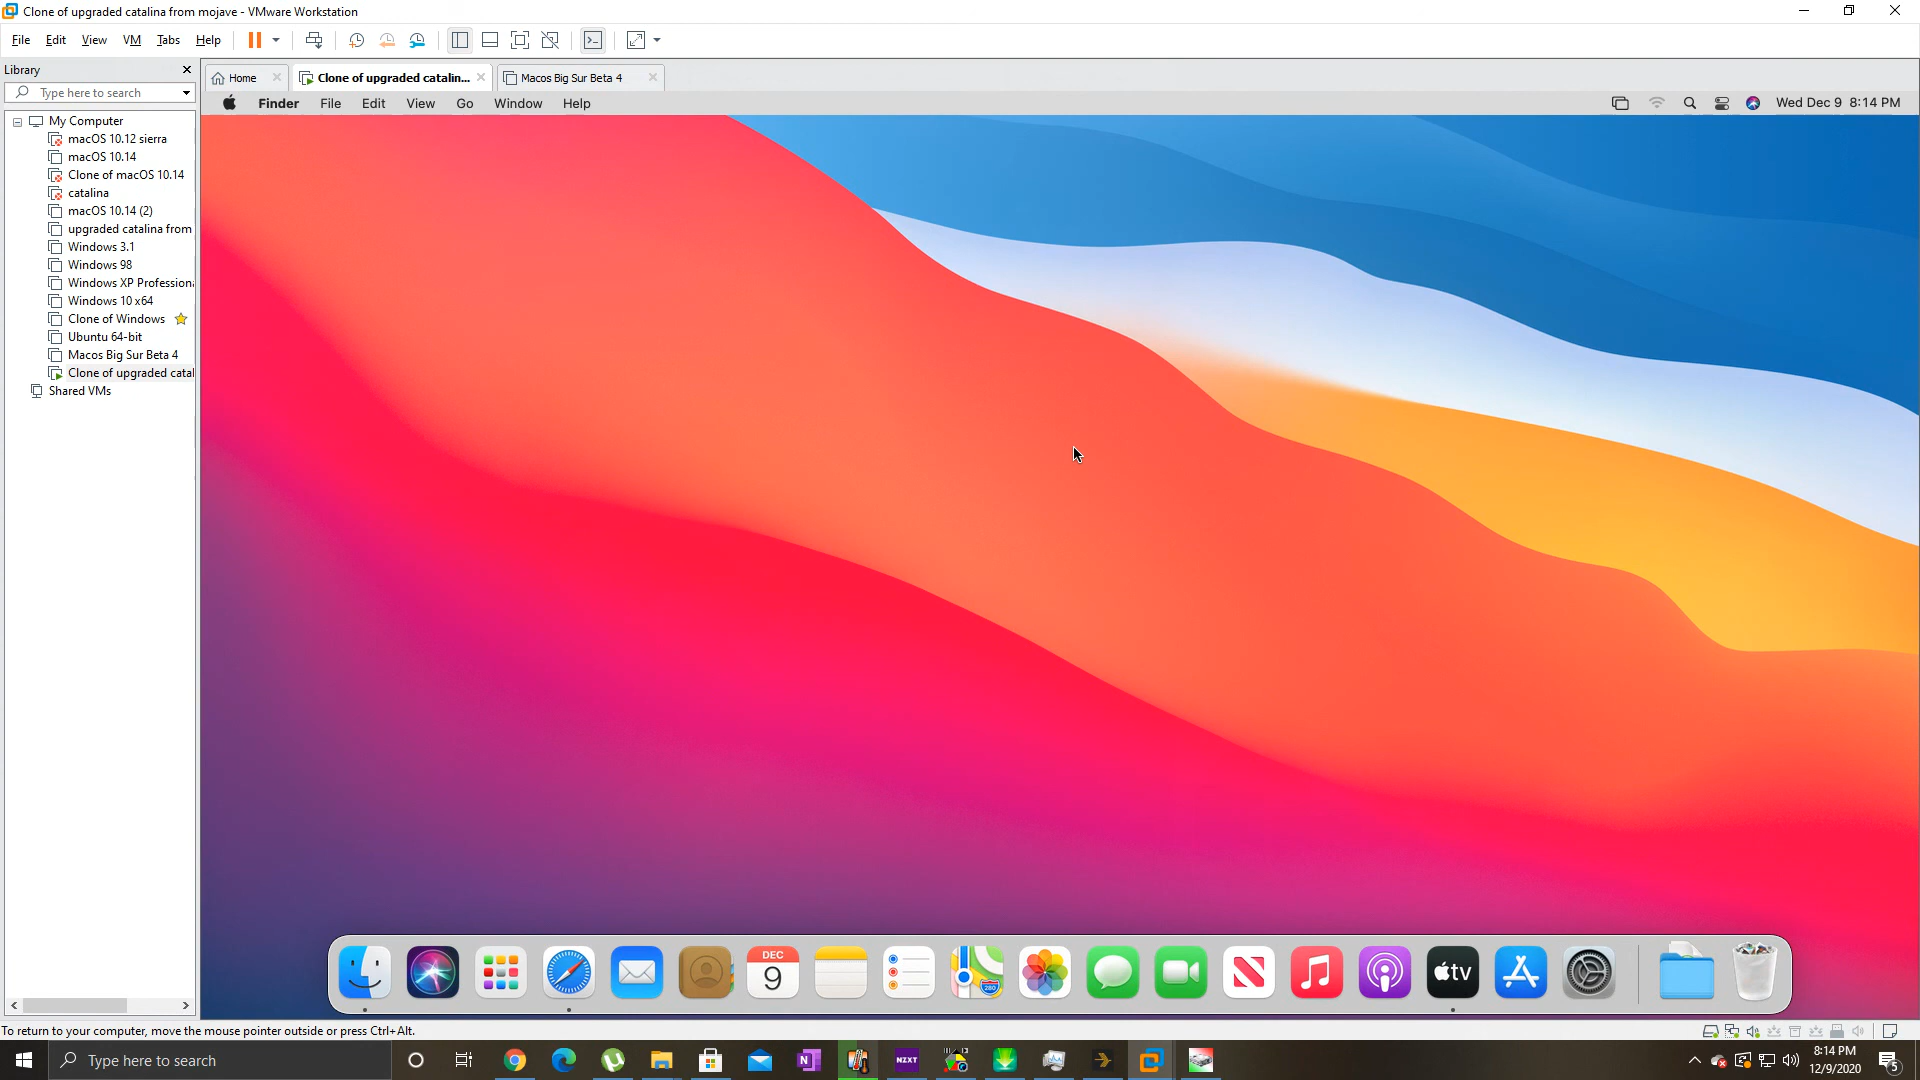 Clone of upgraded catalina from mojave - VMware Workstation
File Edit View VM Tabs Help
Library
Type here to search
Home
Clone of upgraded catalin...
Macos Big Sur Beta 4
Finder File Edit View Go Window Help
Wed Dec 9 8:14 PM
My Computer
macOS 10.12 sierra
macOS 10.14
Clone of macOS 10.14
catalina
macOS 10.14 (2)
upgraded catalina from
Windows 3.1
Windows 98
Windows XP Professiona
Windows 10 x64
Clone of Windows
Ubuntu 64-bit
Macos Big Sur Beta 4
Clone of upgraded catal
Shared VMs
DEC
9
280
tv
To return to your computer, move the mouse pointer outside or press Ctrl+Alt.
Type here to search
N
NZXT
8:14 PM
12/9/2020
5